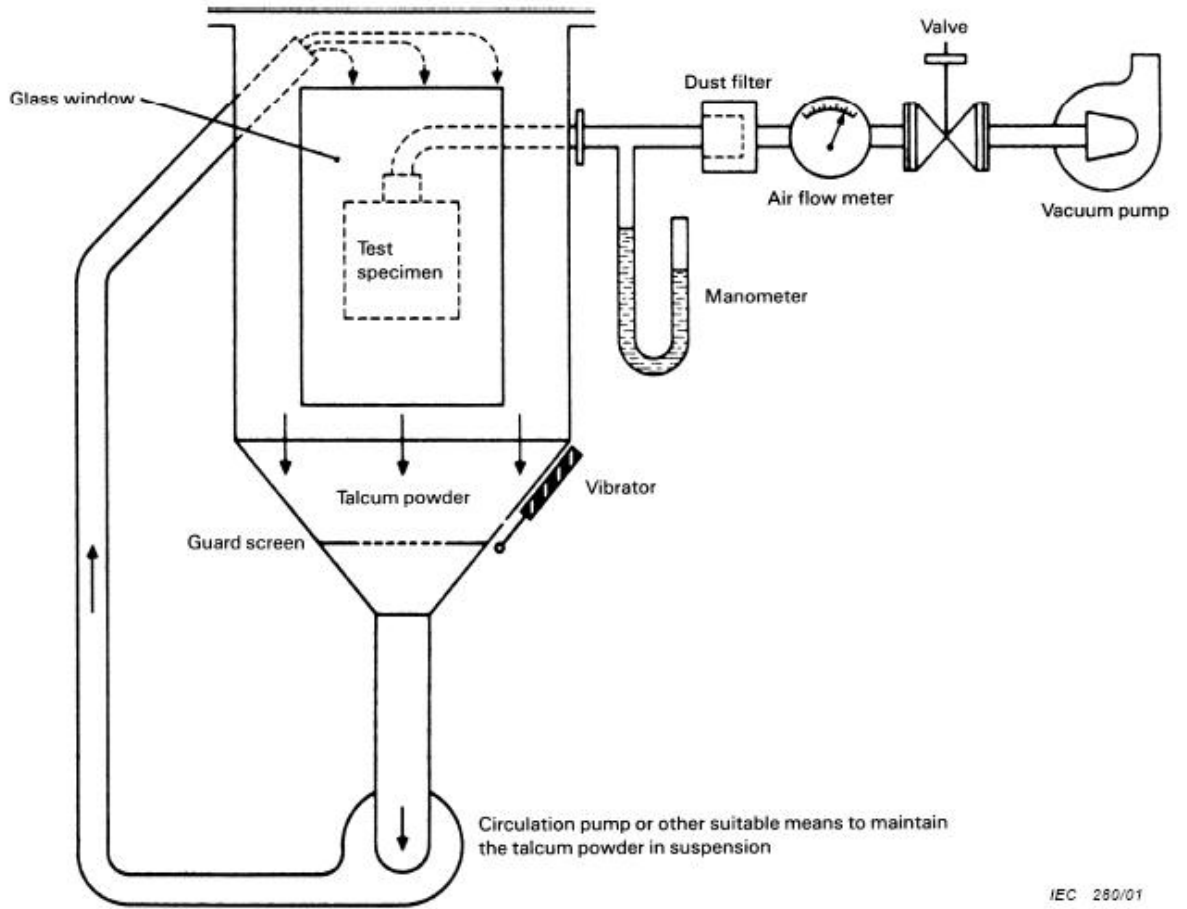 Valve
Dust filter
Glass window
Air flow meter
Vacuum pump
Test
specimen
Manometer
Talcum powder
Vibrator
Guard screen
Circulation pump or other suitable means to maintain
the talcum powder in suspension
IEC 280/01